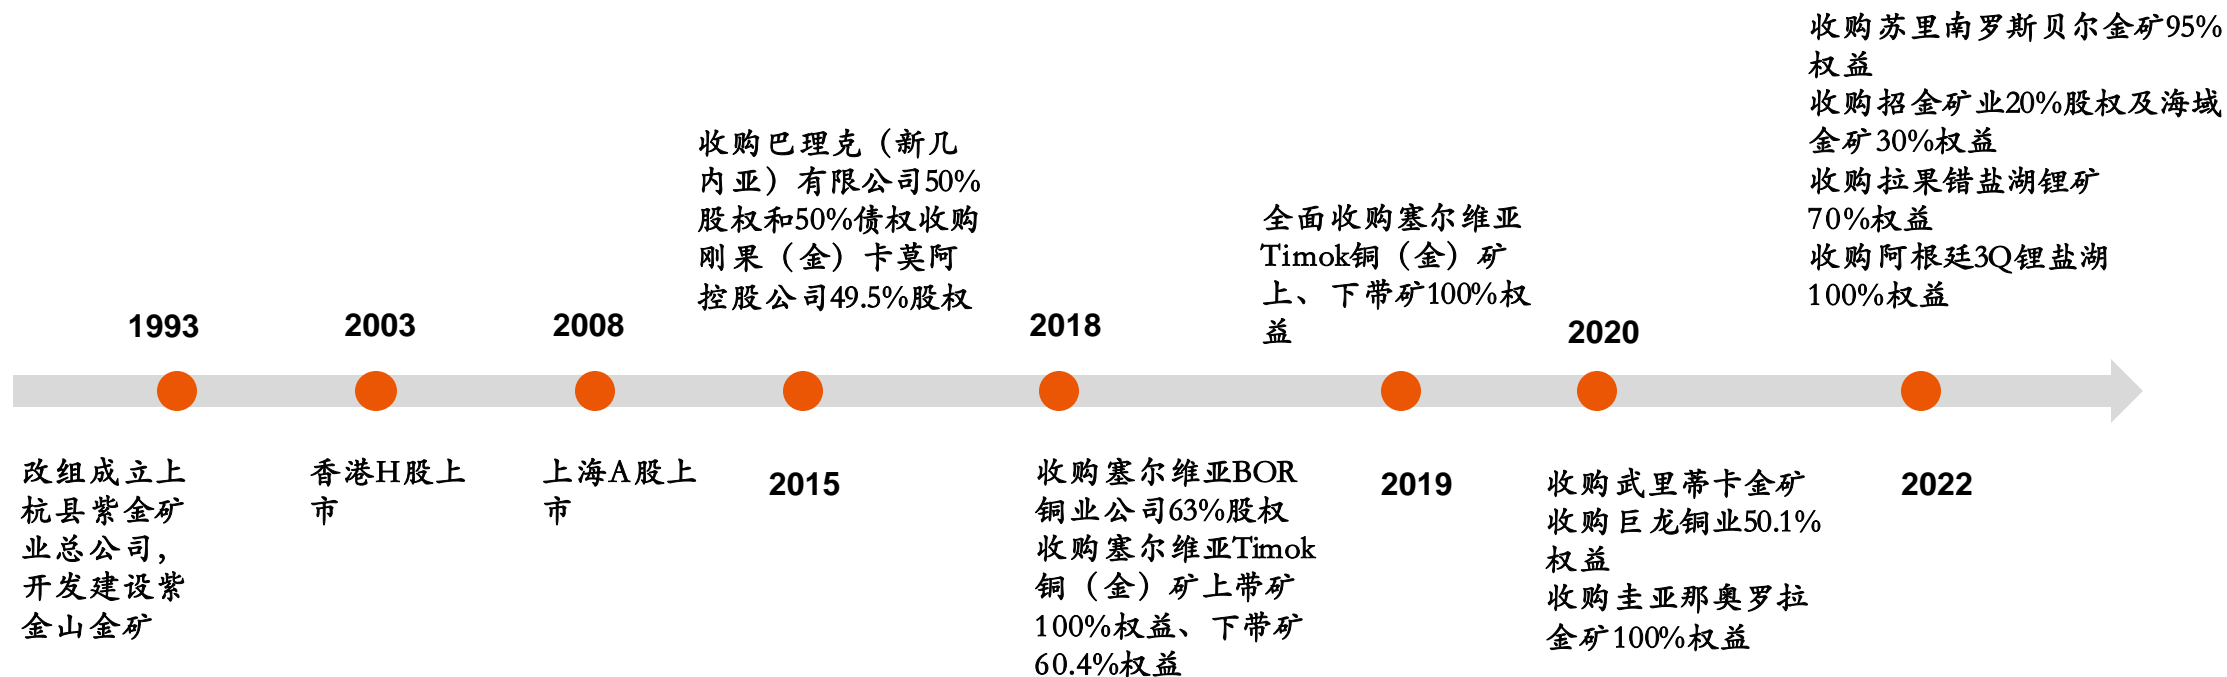 1993
改组成立上
杭县紫金矿
业总公司，
开发建设紫
金山金矿
2003
香港H股上
市
2008
上海A股上
市
收购巴理克（新几
内亚）有限公司50%
股权和50%债权收购
刚果（金）卡莫阿
控股公司49.5%股权
2015
2018
收购塞尔维亚BOR
铜业公司63%股权
收购塞尔维亚Timok
铜（金）矿上带矿
100%权益、下带矿
60.4%权益
全面收购塞尔维亚
Timok铜（金）矿
上、下带矿100%权
益
2019
2020
收购武里蒂卡金矿
收购巨龙铜业50.1%
权益
收购圭亚那奥罗拉
金矿100%权益
收购苏里南罗斯贝尔金矿95%
权益
收购招金矿业20%股权及海域
金矿30%权益
收购拉果错盐湖锂矿
70%权益
收购阿根廷3Q锂盐湖
100%权益
2022